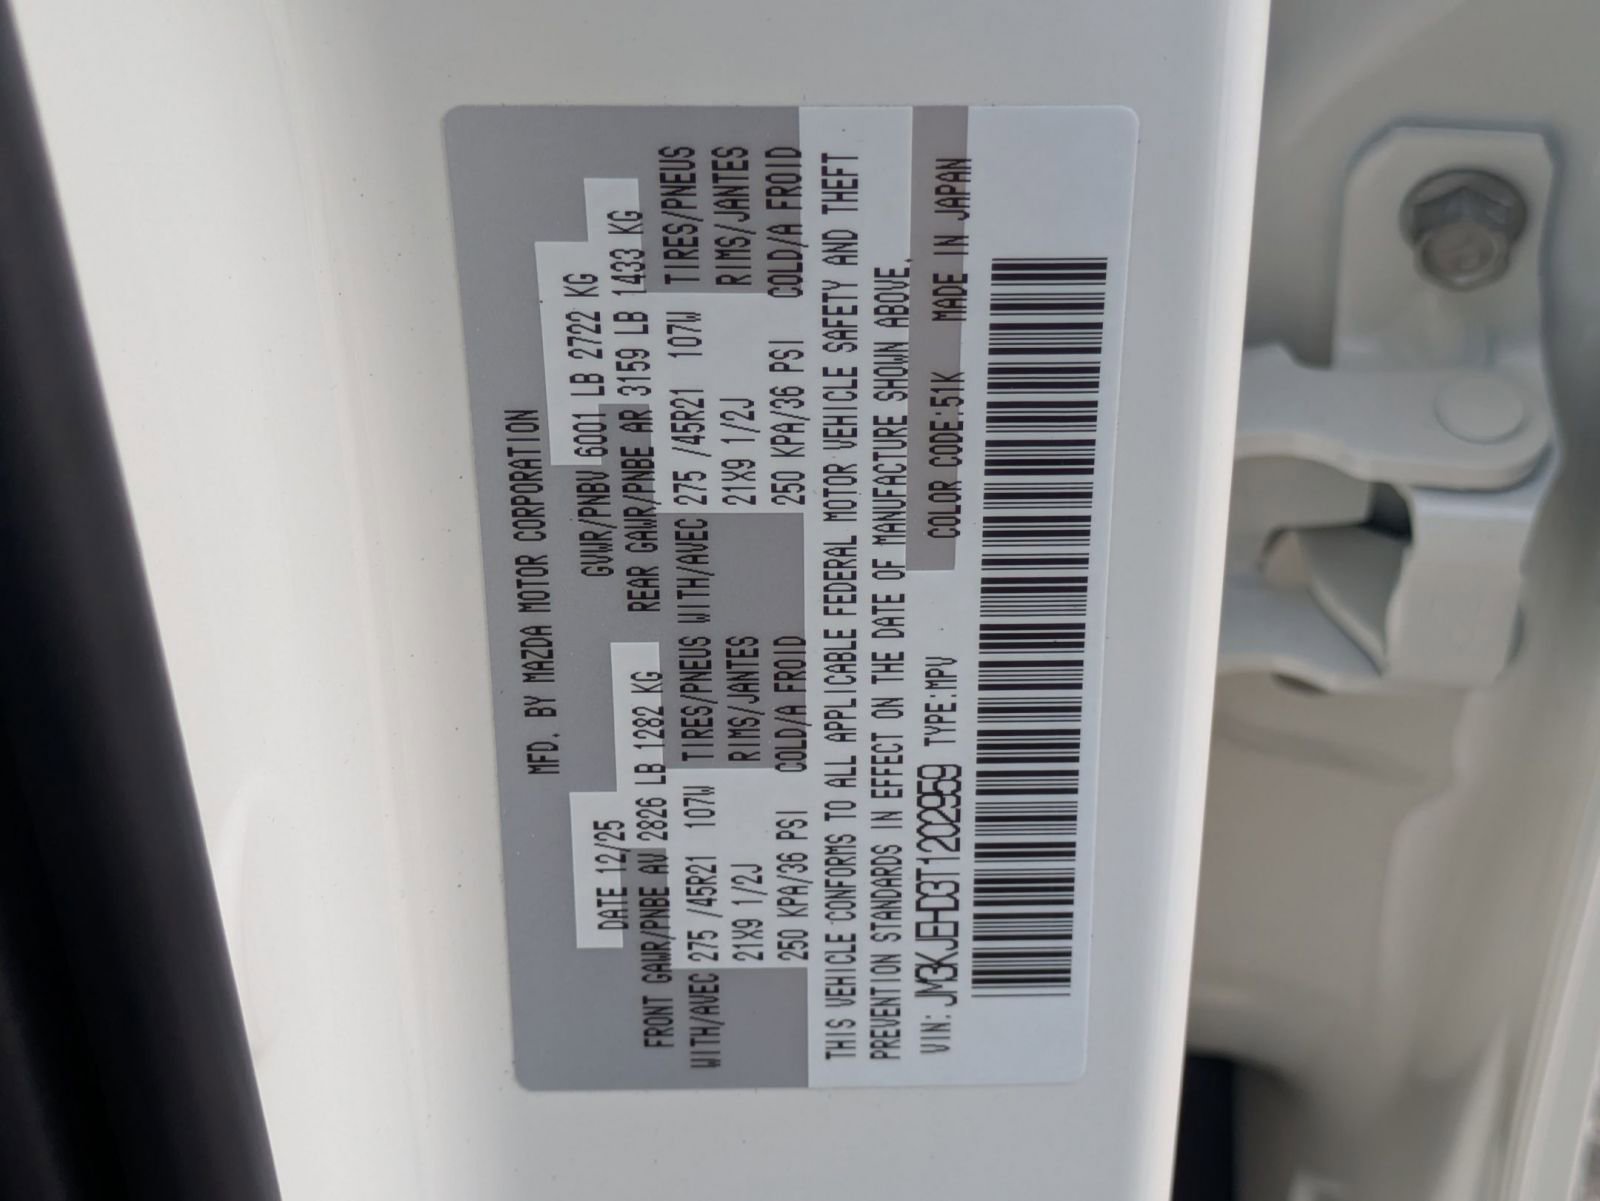 MFD. BY MAZDA MOTOR CORPORATION
DATE 12/25 GVWR/PNBV 6001 LB 2722 KG
FRONT GAWR/PNBE AV 2826 LB 1282 KG REAR GAWR/PNBE AR 3159 LB 1433 KG
WITH/AVEC 275 /45R21 107W TIRES/PNEUS WITH/AVEC 275 /45R21 107W TIRES/PNEUS
21X9 1/2J RIMS/JANTES 21X9 1/2J RIMS/JANTES
250 KPA/36 PSI COLD/A FROID 250 KPA/36 PSI COLD/A FROID
THIS VEHICLE CONFORMS TO ALL APPLICABLE FEDERAL MOTOR VEHICLE SAFETY AND THEFT
PREVENTION STANDARDS IN EFFECT ON THE DATE OF MANUFACTURE SHOWN ABOVE.
VIN: JM3KJEHD3T1202959 TYPE:MPV COLOR CODE:51K MADE IN JAPAN